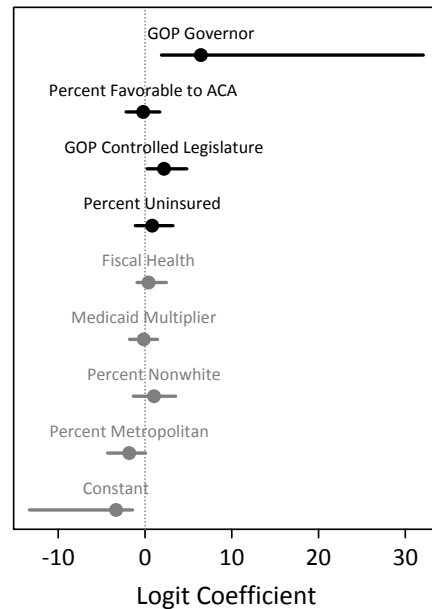 GOP Governor
Percent Favorable to ACA
GOP Controlled Legislature
Percent Uninsured
Fiscal Health
Medicaid Multiplier
Percent Nonwhite
Percent Metropolitan
Constant
-10 0 10 20 30
Logit Coefficient